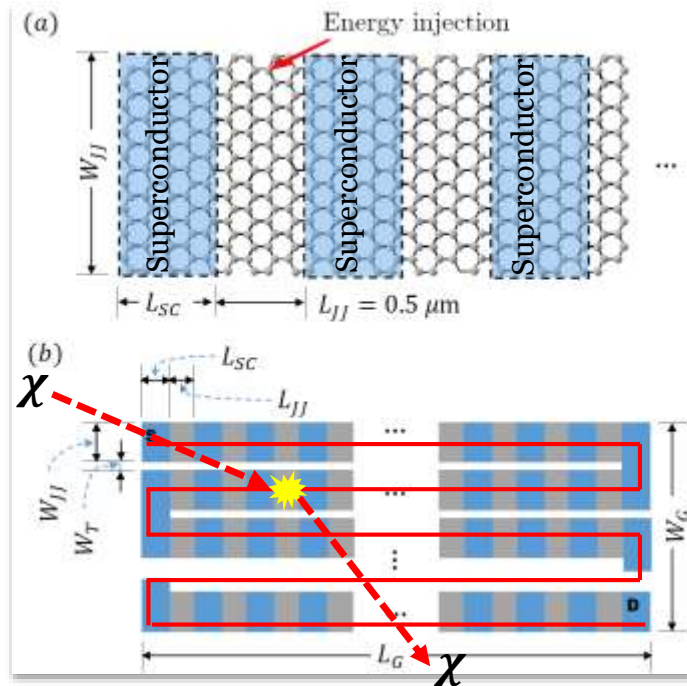 (a)
Energy injection
W_JJ
Superconductor
Superconductor
Superconductor
...
L_SC
L_JJ = 0.5 μm
(b)
L_SC
χ
L_JJ
...
W_JJ
W_T
...
W_G
...
D
...
L_G
χ